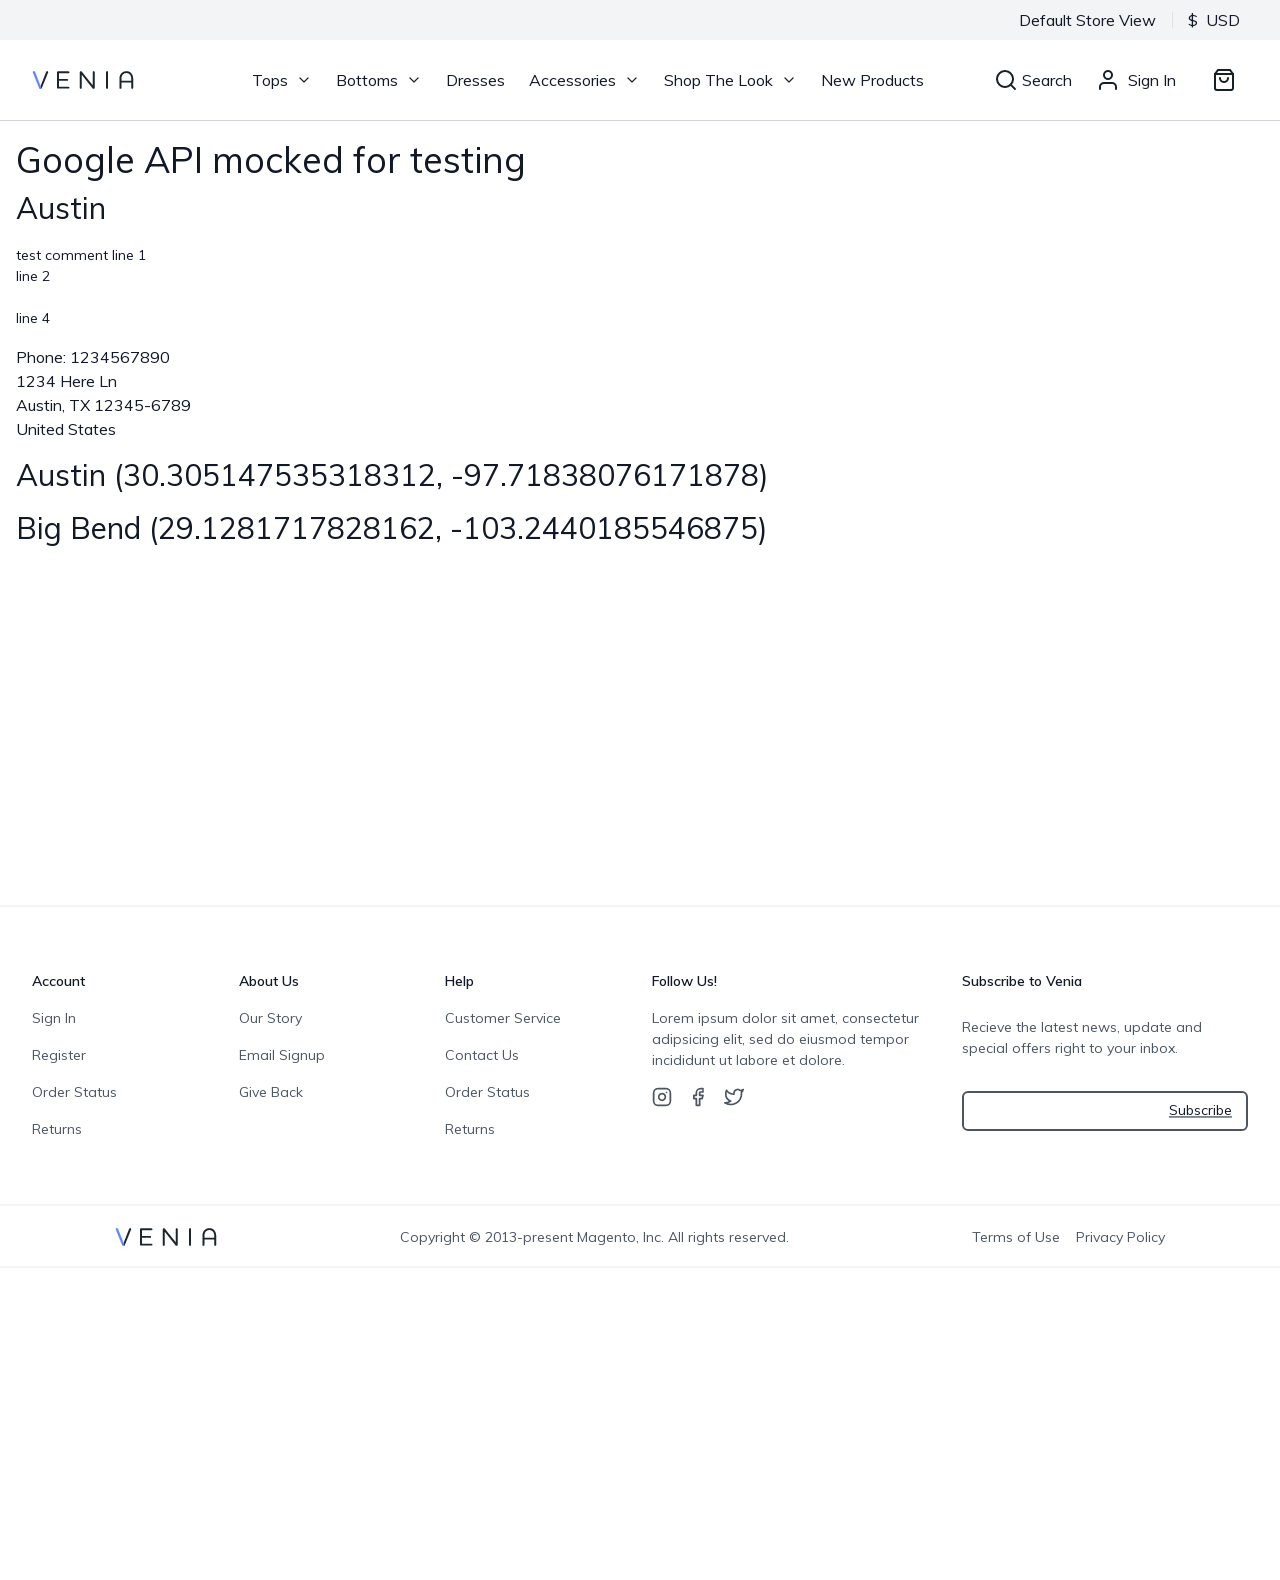 Default Store View $ USD
VENIA Tops Bottoms Dresses Accessories Shop The Look New Products Search Sign In
Google API mocked for testing
Austin
test comment line 1
line 2
line 4
Phone: 1234567890
1234 Here Ln
Austin, TX 12345-6789
United States
Austin (30.305147535318312, -97.71838076171878)
Big Bend (29.1281717828162, -103.2440185546875)
Account
Sign In
Register
Order Status
Returns
About Us
Our Story
Email Signup
Give Back
Help
Customer Service
Contact Us
Order Status
Returns
Follow Us!
Lorem ipsum dolor sit amet, consectetur
adipsicing elit, sed do eiusmod tempor
incididunt ut labore et dolore.
Subscribe to Venia
Recieve the latest news, update and
special offers right to your inbox.
Subscribe
VENIA Copyright © 2013-present Magento, Inc. All rights reserved. Terms of Use Privacy Policy